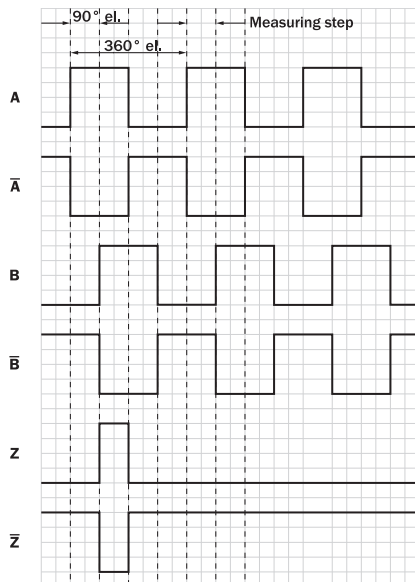 90° el.
Measuring step
360° el.
A
A̅
B
B̅
Z
Z̅